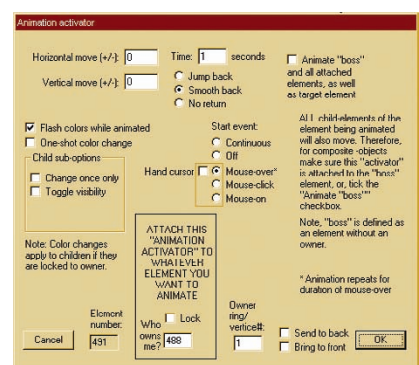 Animation activator
Horizontal move (+/-): 0
Time: 1 seconds
Vertical move (+/-): 0
Jump back
Smooth back
No return
Animate "boss"
and all attached
elements, as well
as target element
Flash colors while animated
One-shot color change
Child sub-options
Change once only
Toggle visibility
Start event:
Continuous
Off
Hand cursor
Mouse-over*
Mouse-click
Mouse-on
ALL child-elements of the
element being animated
will also move. Therefore,
for composite -objects
make sure this "activator"
is attached to the "boss"
element, or, tick the
"Animate "boss""
checkbox.
Note, "boss" is defined as
an element without an
owner.
Note: Color changes
apply to children if they
are locked to owner.
ATTACH THIS
"ANIMATION
ACTIVATOR" TO
WHATEVER
ELEMENT YOU
WANT TO
ANIMATE
* Animation repeats for
duration of mouse-over
Cancel
Element
number:
491
Lock
Who
owns
me? 488
Owner
ring/
vertice#:
1
Send to back
Bring to front
OK